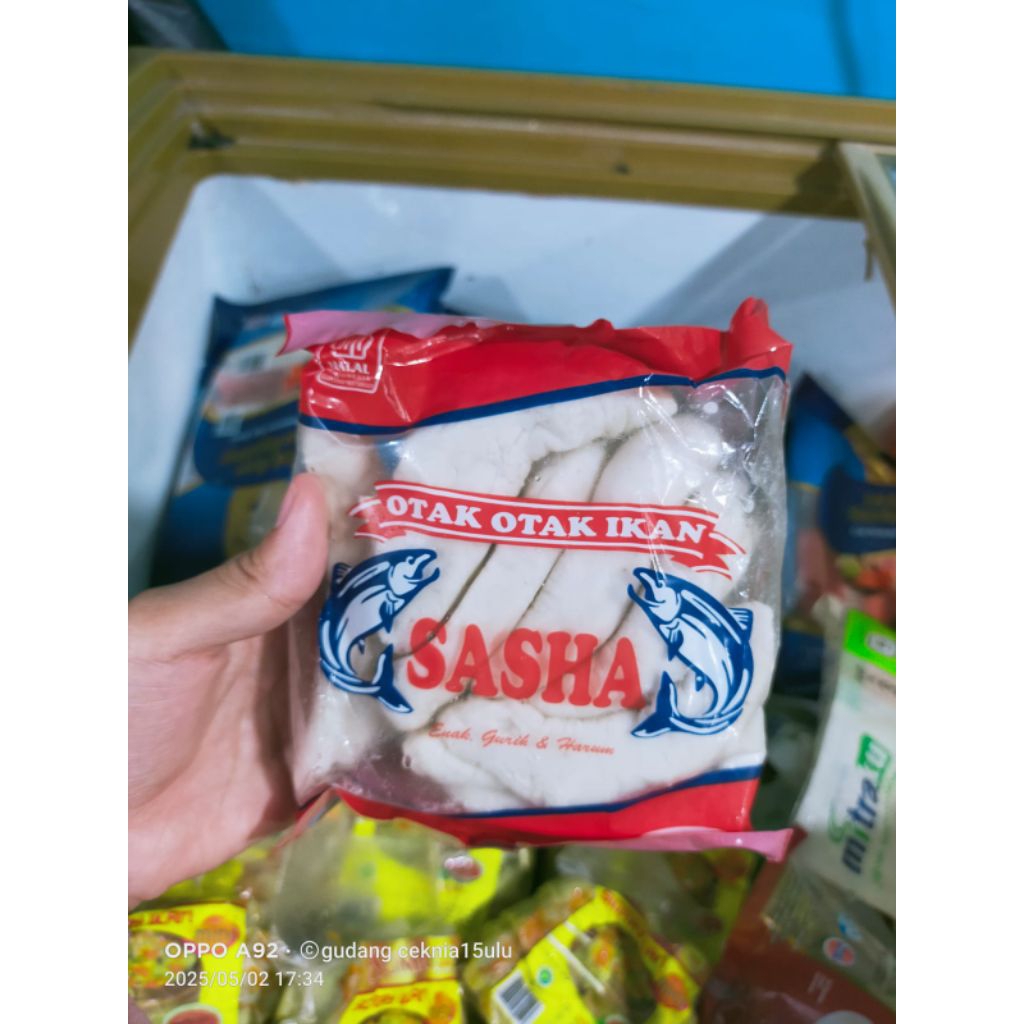 HALAL
OTAK OTAK IKAN
SASHA
Enak, Gurih & Harum
mitra
OPPO A92 · ©gudang ceknia15ulu
2025/05/02 17:34